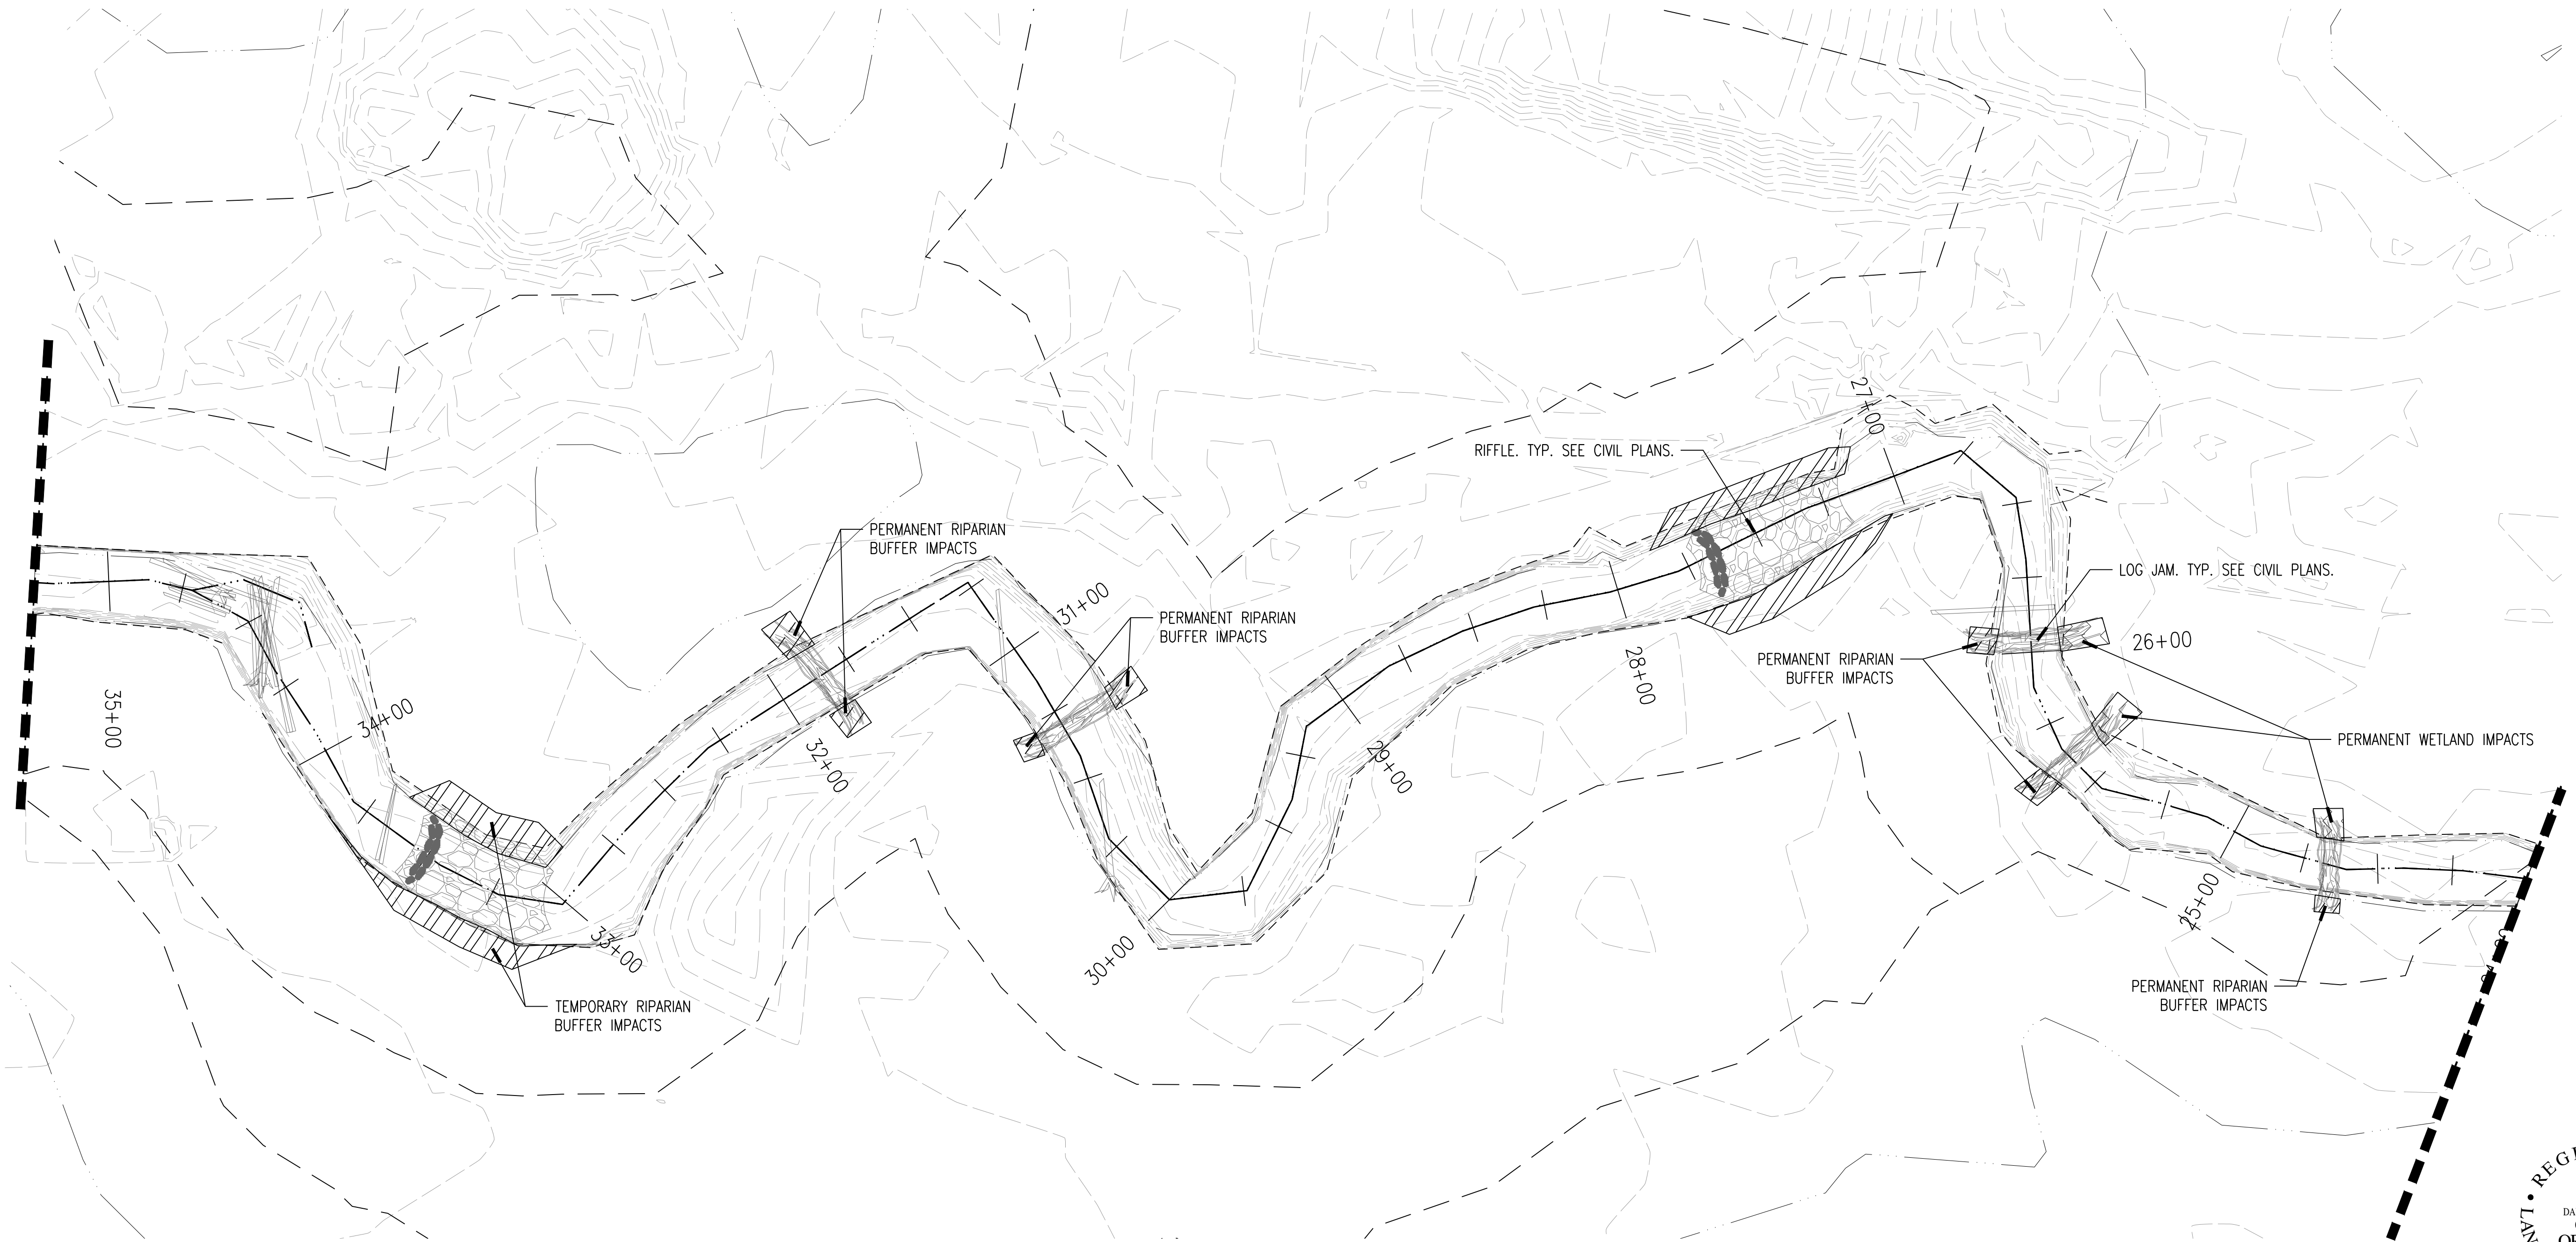 27+00
RIFFLE. TYP. SEE CIVIL PLANS.
PERMANENT RIPARIAN
BUFFER IMPACTS
LOG JAM. TYP. SEE CIVIL PLANS.
31+00
PERMANENT RIPARIAN
BUFFER IMPACTS
26+00
PERMANENT RIPARIAN
BUFFER IMPACTS
28+00
35+00
34+00
PERMANENT WETLAND IMPACTS
32+00
29+00
25+00
33+00
30+00
PERMANENT RIPARIAN
BUFFER IMPACTS
TEMPORARY RIPARIAN
BUFFER IMPACTS